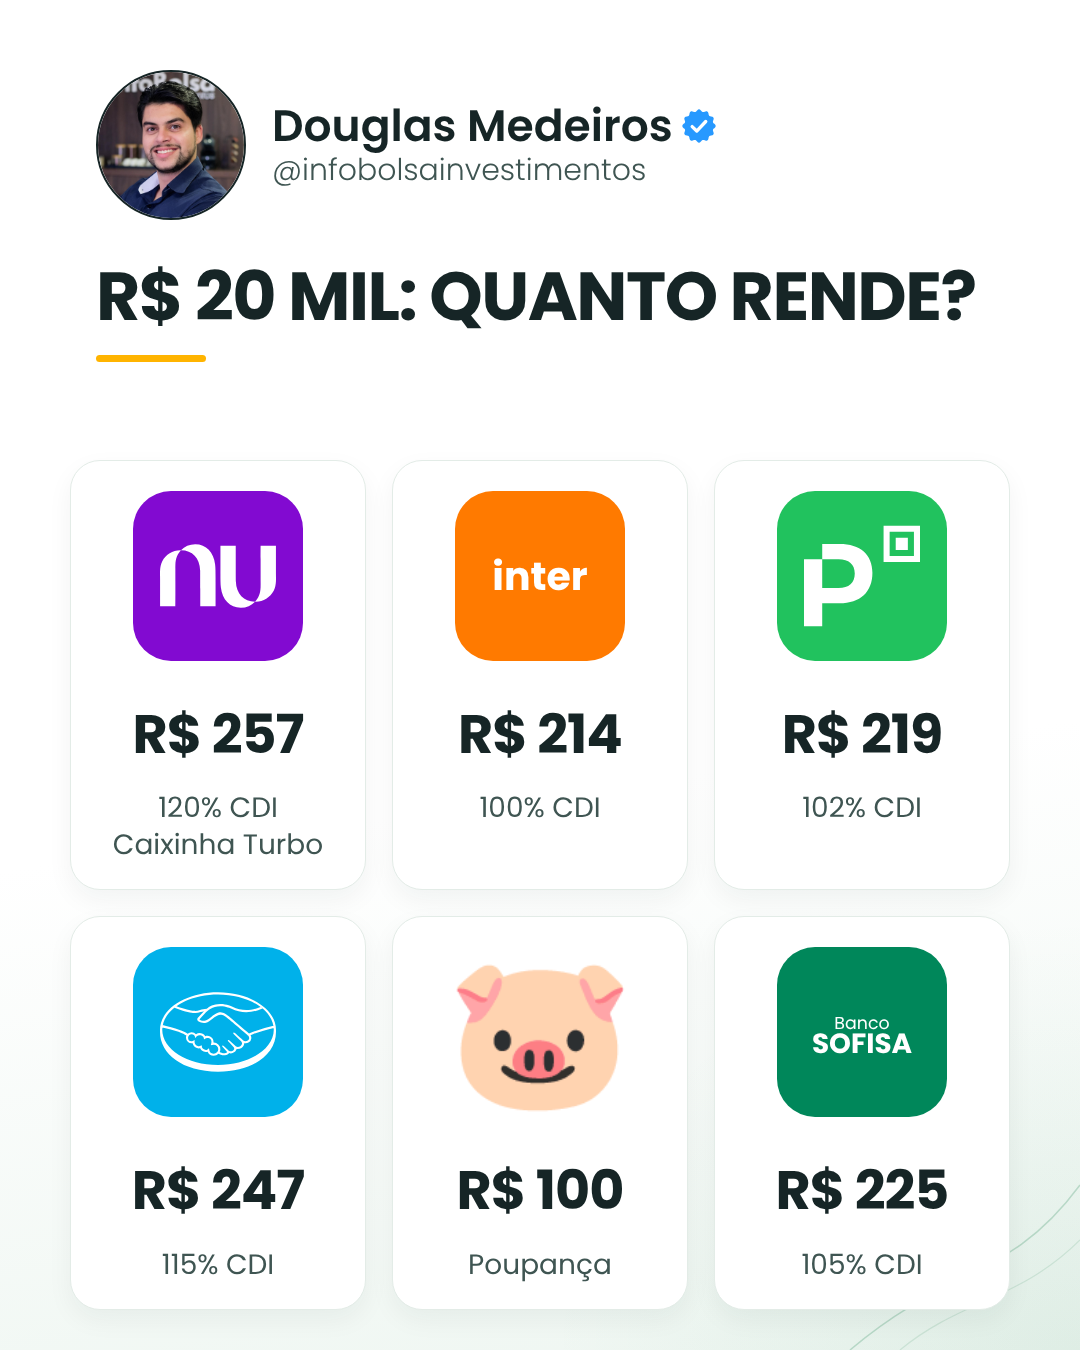 Douglas Medeiros
@infobolsainvestimentos
R$ 20 MIL: QUANTO RENDE?
nu
inter
P
R$ 257
R$ 214
R$ 219
120% CDI
Caixinha Turbo
100% CDI
102% CDI
Banco
SOFISA
R$ 247
R$ 100
R$ 225
115% CDI
Poupança
105% CDI